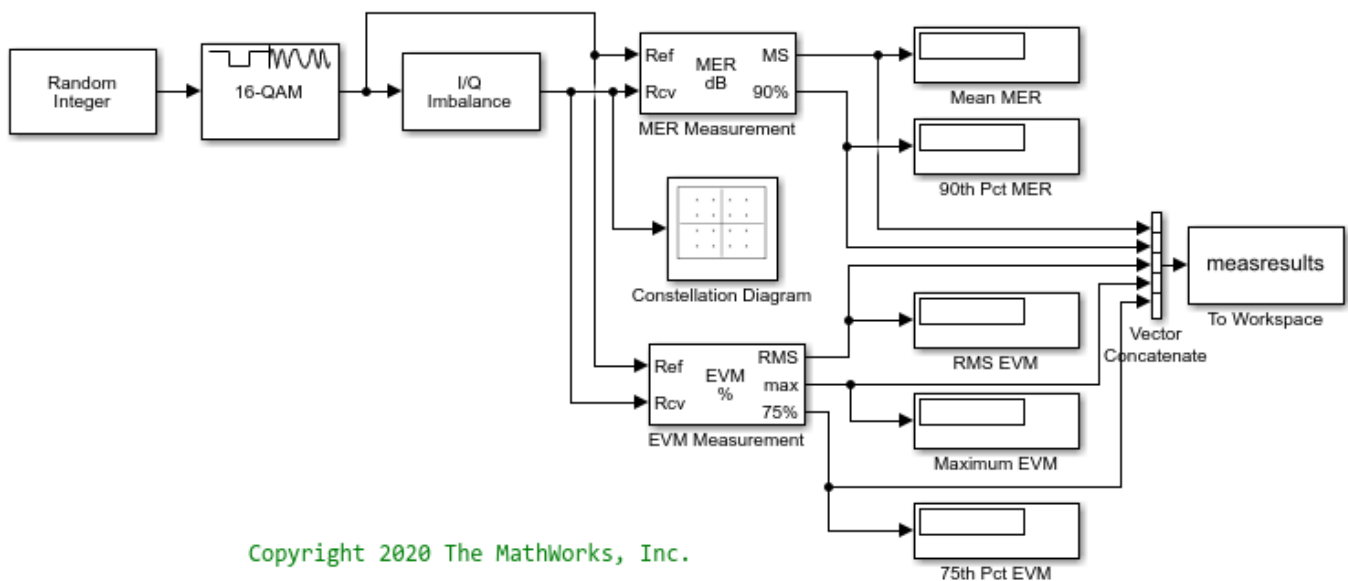 Random
Integer
16-QAM
I/Q
Imbalance
Ref
Rcv
MER
dB
MS
90%
MER Measurement
Mean MER
90th Pct MER
Constellation Diagram
Ref
Rcv
EVM
%
RMS
max
75%
EVM Measurement
RMS EVM
Maximum EVM
75th Pct EVM
Vector
Concatenate
measresults
To Workspace
Copyright 2020 The MathWorks, Inc.